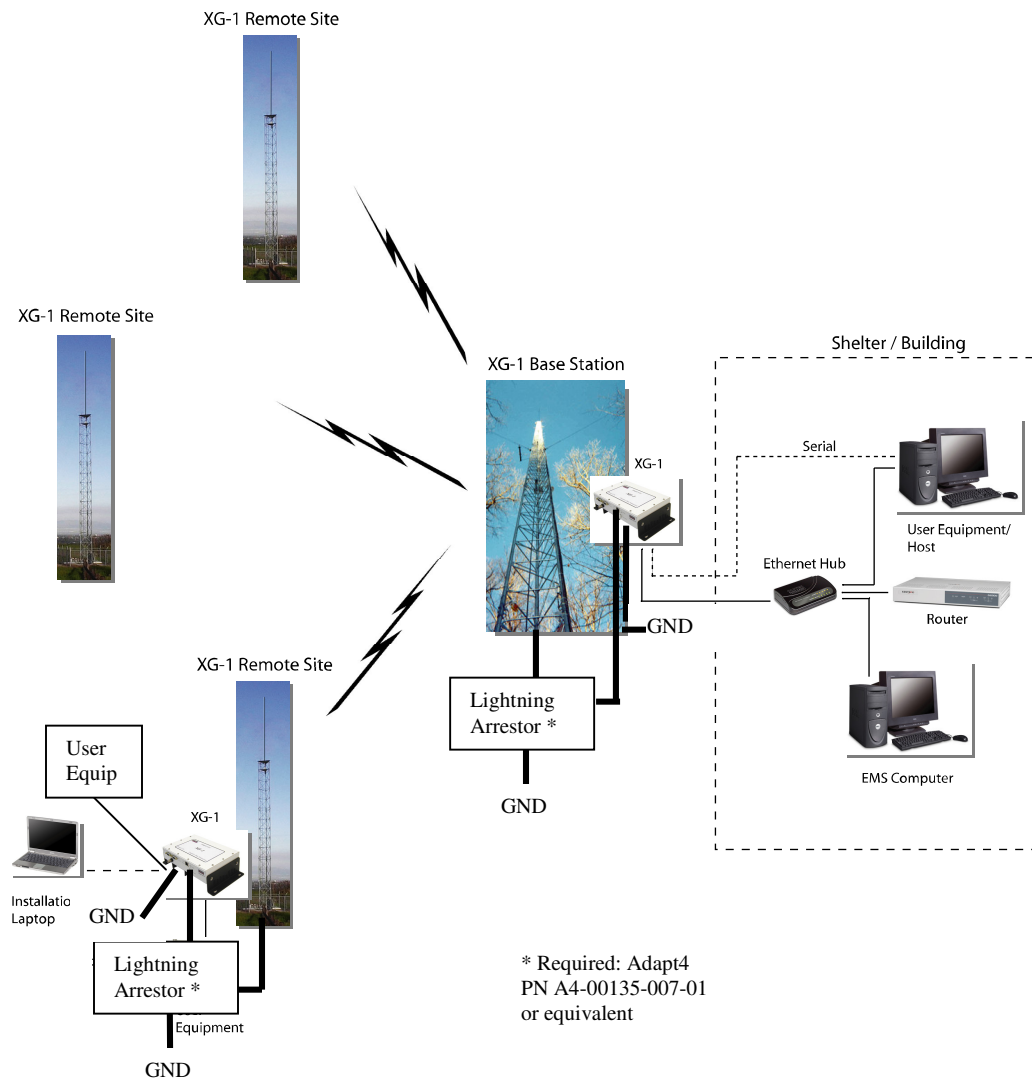 XG-1 Remote Site
XG-1 Remote Site
XG-1 Base Station
Shelter / Building
XG-1
Serial
User Equipment/
Host
Ethernet Hub
Router
GND
EMS Computer
Lightning
Arrestor *
GND
XG-1 Remote Site
User
Equip
XG-1
Installatio
Laptop
GND
Lightning
Arrestor *
Equipment
GND
* Required: Adapt4
PN A4-00135-007-01
or equivalent